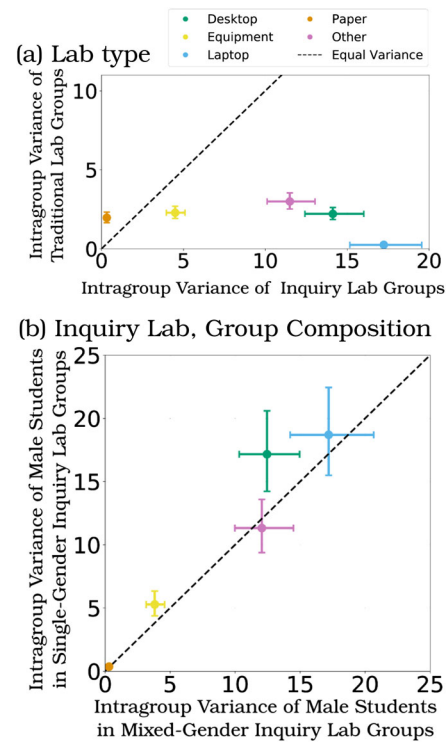 Desktop
Equipment
Laptop
Paper
Other
Equal Variance
(a) Lab type
Intragroup Variance of
Traditional Lab Groups
10
5
0
0
5
10
15
20
Intragroup Variance of Inquiry Lab Groups
(b) Inquiry Lab, Group Composition
Intragroup Variance of Male Students
in Single-Gender Inquiry Lab Groups
25
20
15
10
5
0
0
5
10
15
20
25
Intragroup Variance of Male Students
in Mixed-Gender Inquiry Lab Groups